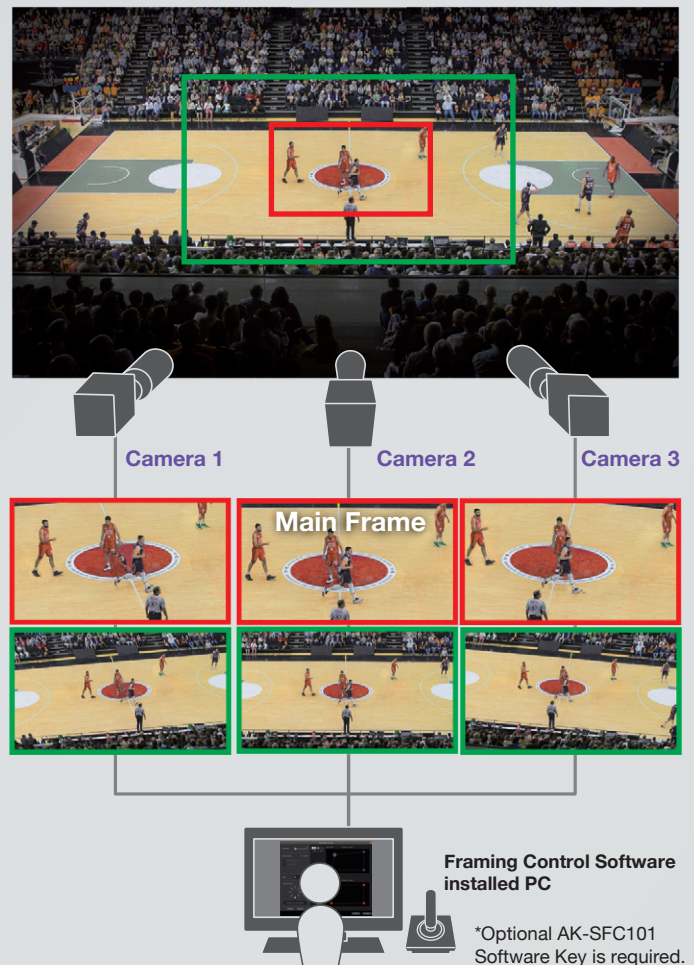 Camera 1
Camera 2
Camera 3
Main Frame
Framing Control Software
installed PC
*Optional AK-SFC101
Software Key is required.